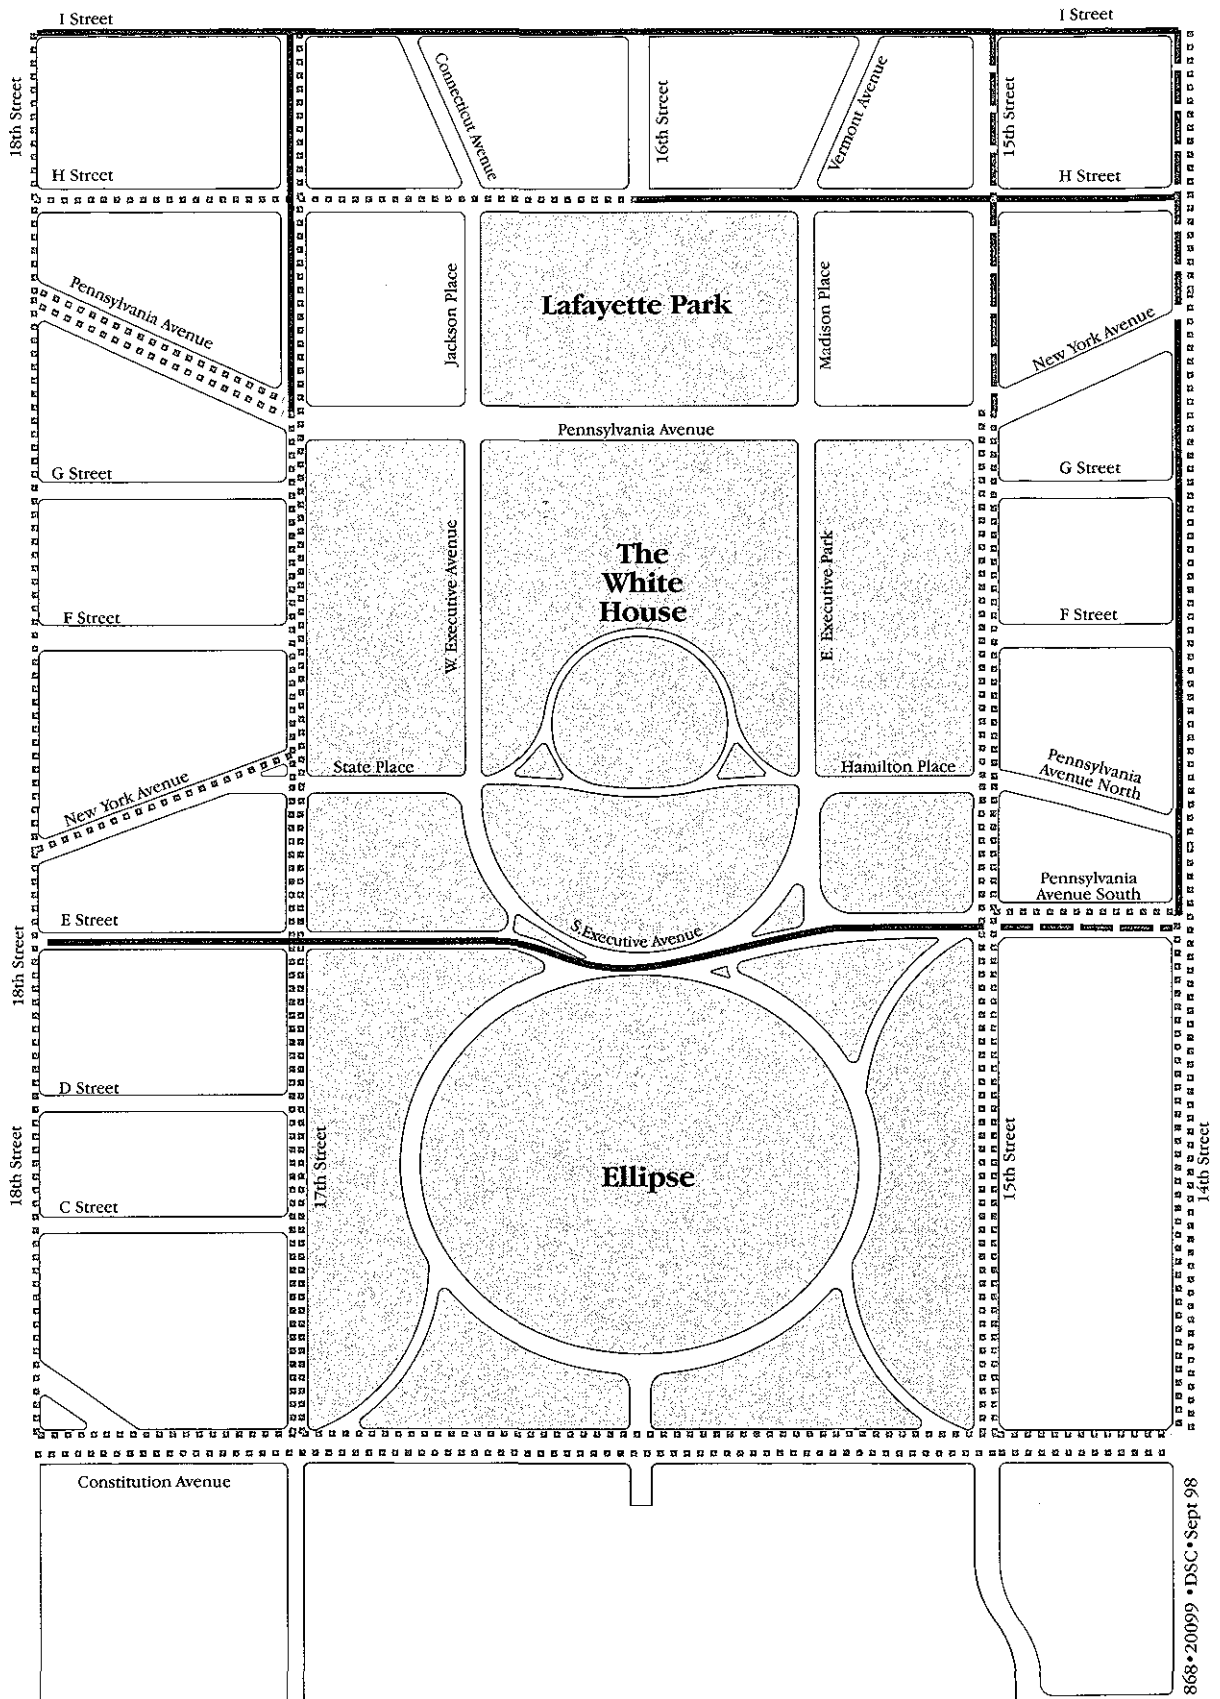 I Street
I Street
18th Street
Connecticut Avenue
16th Street
Vermont Avenue
15th Street
H Street
H Street
Pennsylvania Avenue
Jackson Place
Lafayette Park
Madison Place
New York Avenue
Pennsylvania Avenue
G Street
G Street
W. Executive Avenue
The
White
House
E. Executive Park
F Street
F Street
New York Avenue
State Place
Hamilton Place
Pennsylvania
Avenue North
Pennsylvania
Avenue South
E Street
S. Executive Avenue
18th Street
D Street
18th Street
17th Street
Ellipse
15th Street
14th Street
C Street
Constitution Avenue
868•20099 •DSC•Sept 98